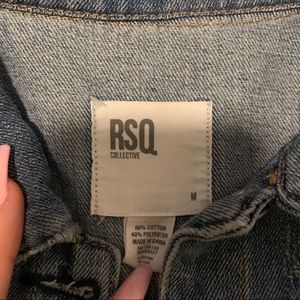 RSQ
COLLECTIVE
M
60% COTTON
40% POLYESTER
MADE IN CHINA